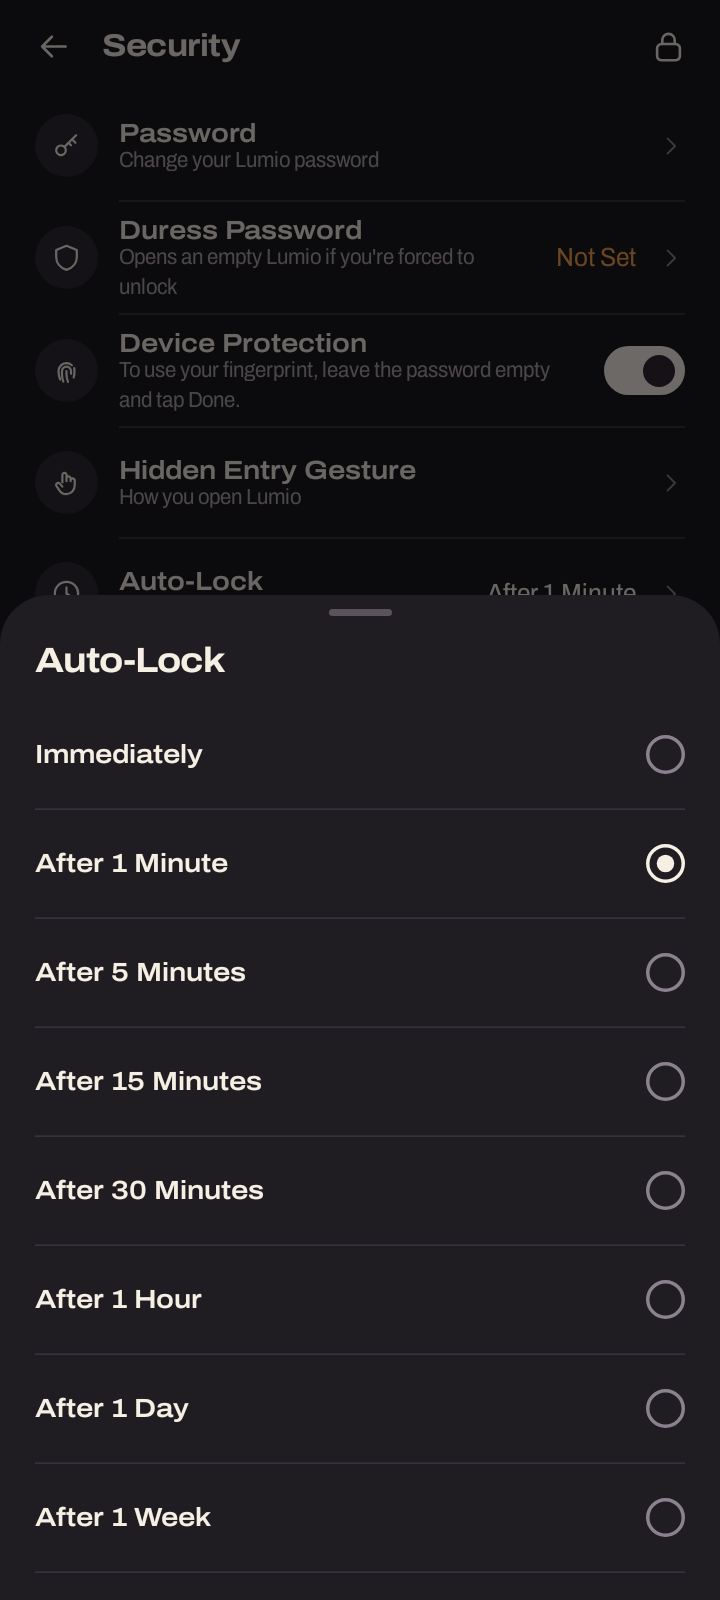 Security
Password
Change your Lumio password
Duress Password
Opens an empty Lumio if you're forced to
unlock
Not Set
Device Protection
To use your fingerprint, leave the password empty
and tap Done.
Hidden Entry Gesture
How you open Lumio
Auto-Lock
After 1 Minute
Auto-Lock
Immediately
After 1 Minute
After 5 Minutes
After 15 Minutes
After 30 Minutes
After 1 Hour
After 1 Day
After 1 Week